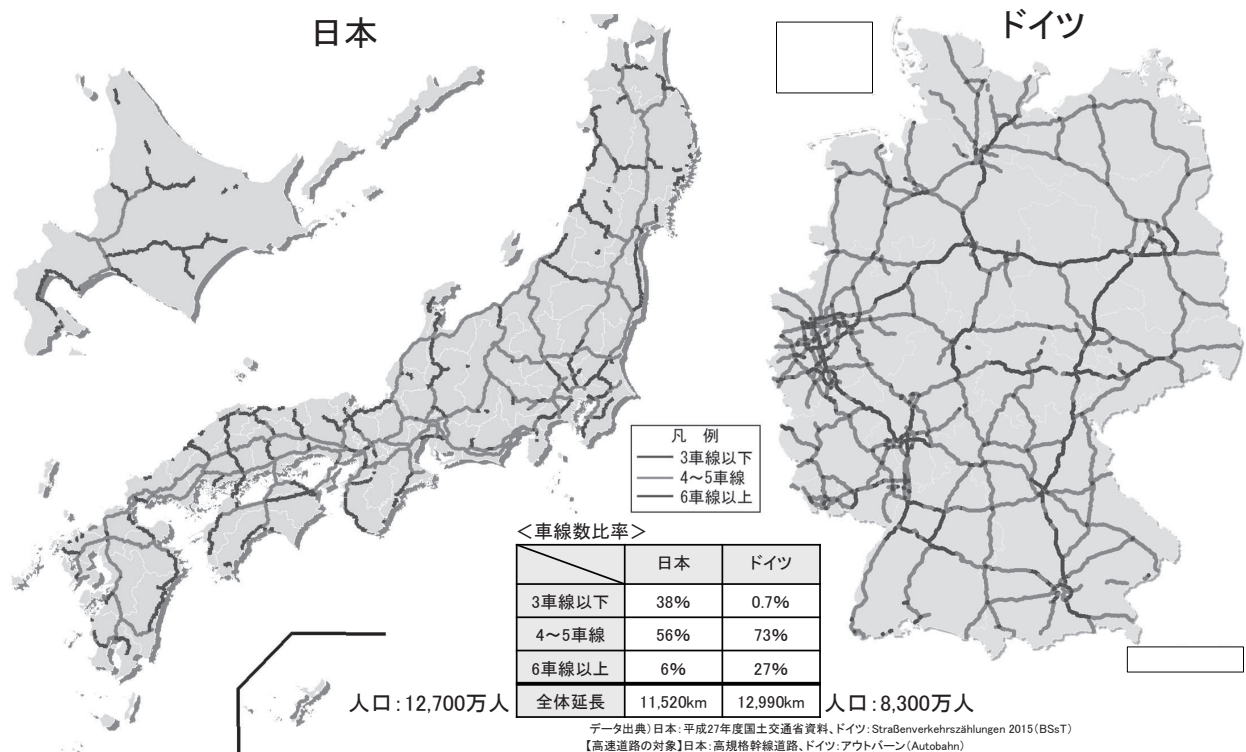 日本
ドイツ
凡 例
3車線以下
4～5車線
6車線以上
＜車線数比率＞
日本 ドイツ
3車線以下 38% 0.7%
4～5車線 56% 73%
6車線以上 6% 27%
全体延長 11,520km 12,990km
人口：12,700万人
人口：8,300万人
データ出典）日本：平成27年度国土交通省資料、ドイツ：Straßenverkehrszählungen 2015（BSsT）
【高速道路の対象】日本：高規格幹線道路、ドイツ：アウトバーン（Autobahn）